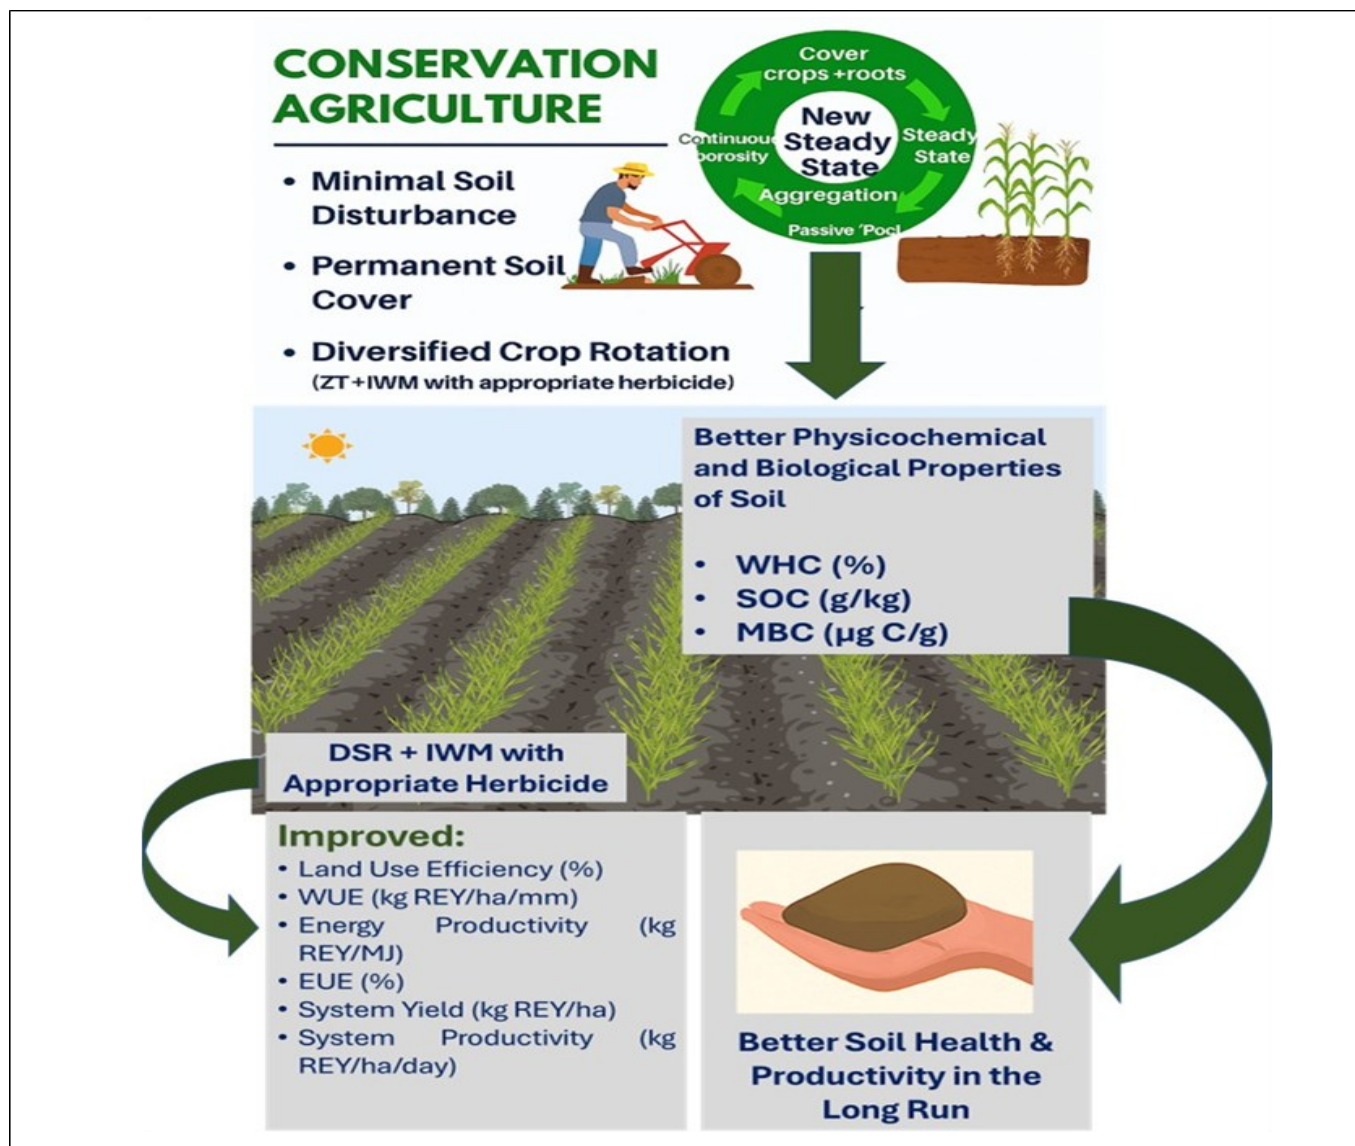 CONSERVATION
AGRICULTURE
• Minimal Soil
Disturbance
• Permanent Soil
Cover
• Diversified Crop Rotation
(ZT+IWM with appropriate herbicide)
Cover
crops +roots
Steady
State
Passive 'Pocl
Aggregation
Continuou
orosity
New
Steady
State
Better Physicochemical
and Biological Properties
of Soil
• WHC (%)
• SOC (g/kg)
• MBC (µg C/g)
DSR + IWM with
Appropriate Herbicide
Improved:
• Land Use Efficiency (%)
• WUE (kg REY/ha/mm)
• Energy Productivity (kg
REY/MJ)
• EUE (%)
• System Yield (kg REY/ha)
• System Productivity (kg
REY/ha/day)
Better Soil Health &
Productivity in the
Long Run